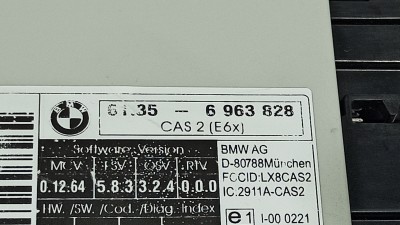 BMW
61.35 -- 6 963 828
CAS 2 (E6x)
Software Version
MCV FSV OSV RTV
0.12.64 5.8.3 3.2.4 0.0.0
HW. /SW. /Cod. /Diag. Index
BMW AG
D-80788München
FCCID:LX8CAS2
IC:2911A-CAS2
e1 I-00 0221